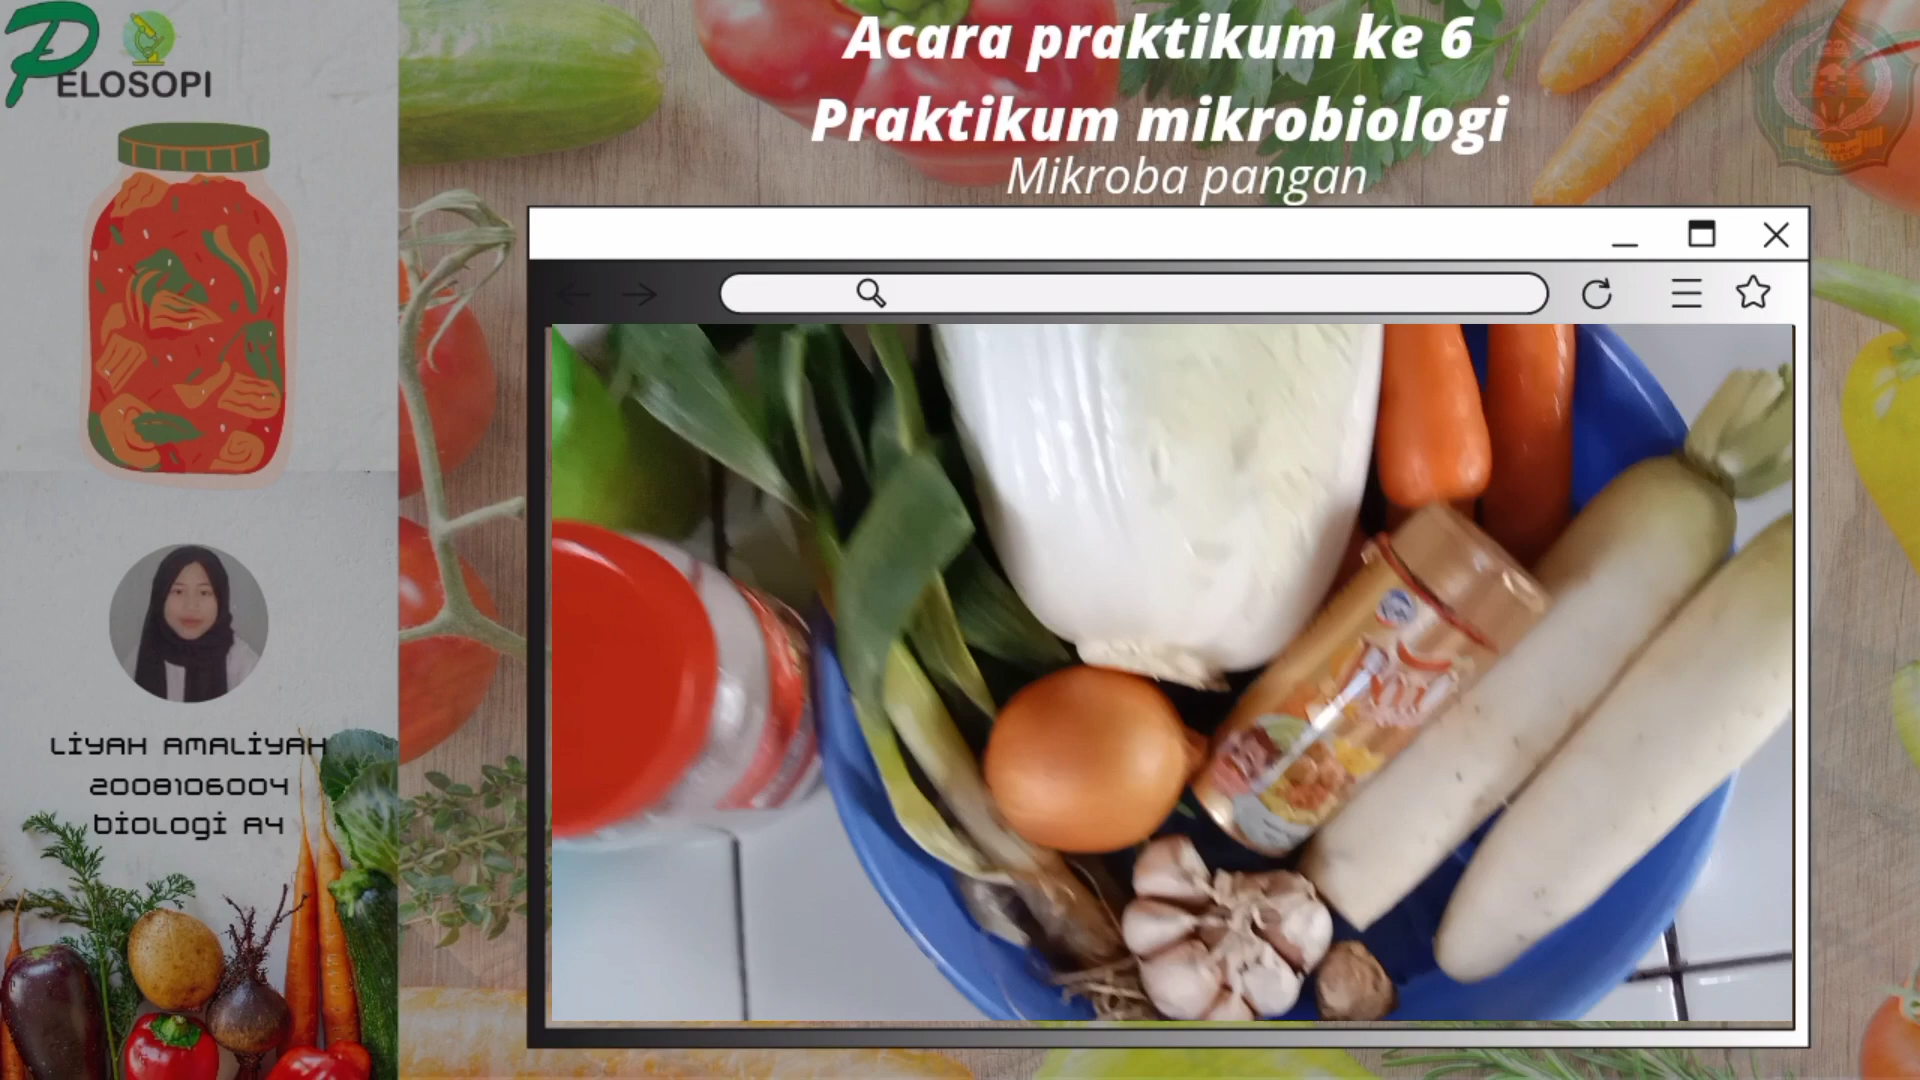 PELOSOPI
Acara praktikum ke 6
Praktikum mikrobiologi
Mikroba pangan
LiYAH AMALiYAH
2008106004
biologi A4